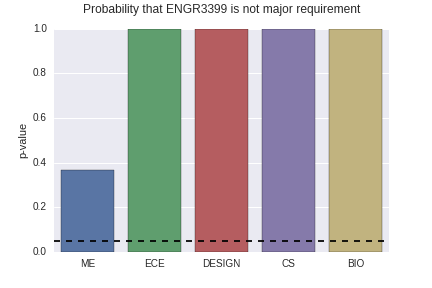 Probability that ENGR3399 is not major requirement
1.0
0.8
0.6
0.4
0.2
0.0
p-value
ME ECE DESIGN CS BIO